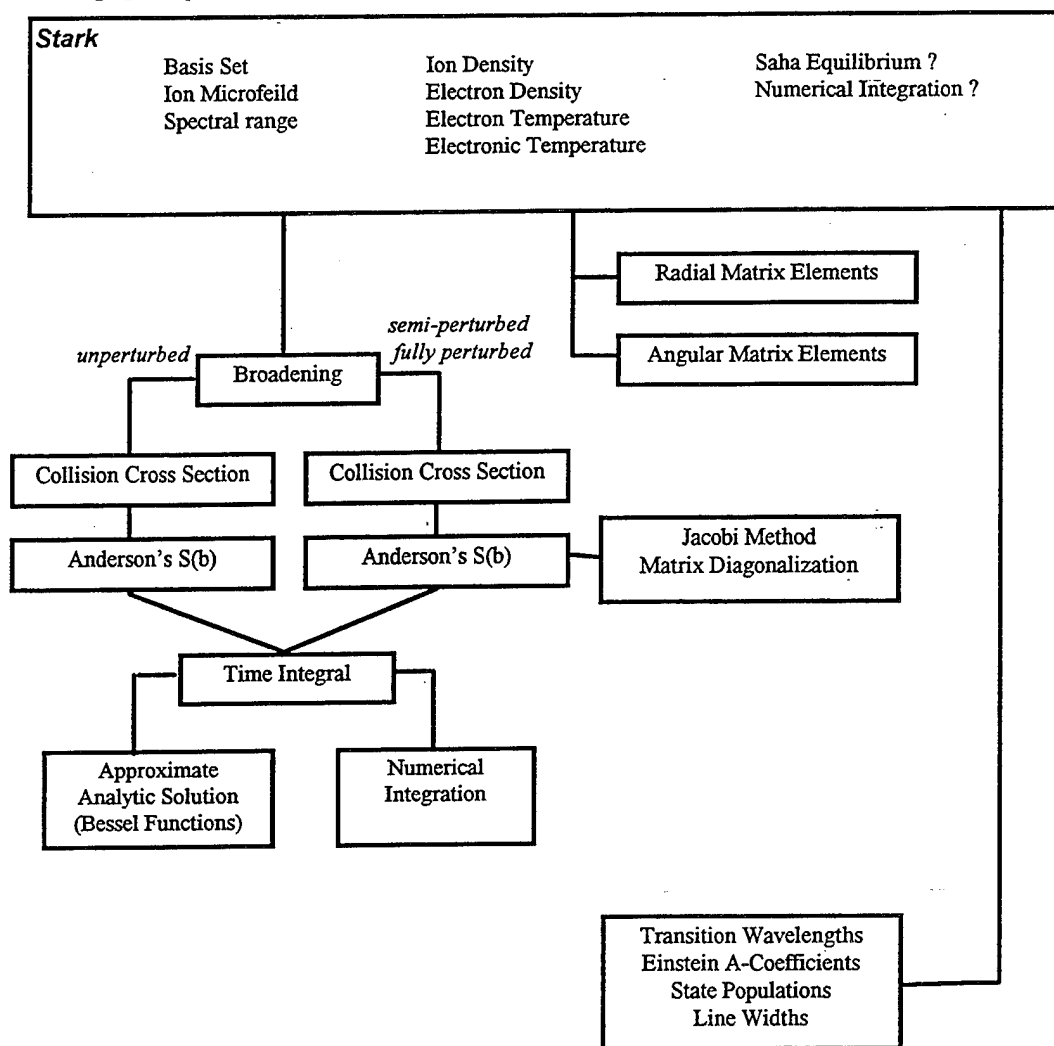 Stark
Basis Set
Ion Microfeild
Spectral range
Ion Density
Electron Density
Electron Temperature
Electronic Temperature
Saha Equilibrium ?
Numerical Integration ?
Radial Matrix Elements
Angular Matrix Elements
unperturbed
semi-perturbed
fully perturbed
Broadening
Collision Cross Section
Collision Cross Section
Anderson's S(b)
Anderson's S(b)
Jacobi Method
Matrix Diagonalization
Time Integral
Approximate
Analytic Solution
(Bessel Functions)
Numerical
Integration
Transition Wavelengths
Einstein A-Coefficients
State Populations
Line Widths